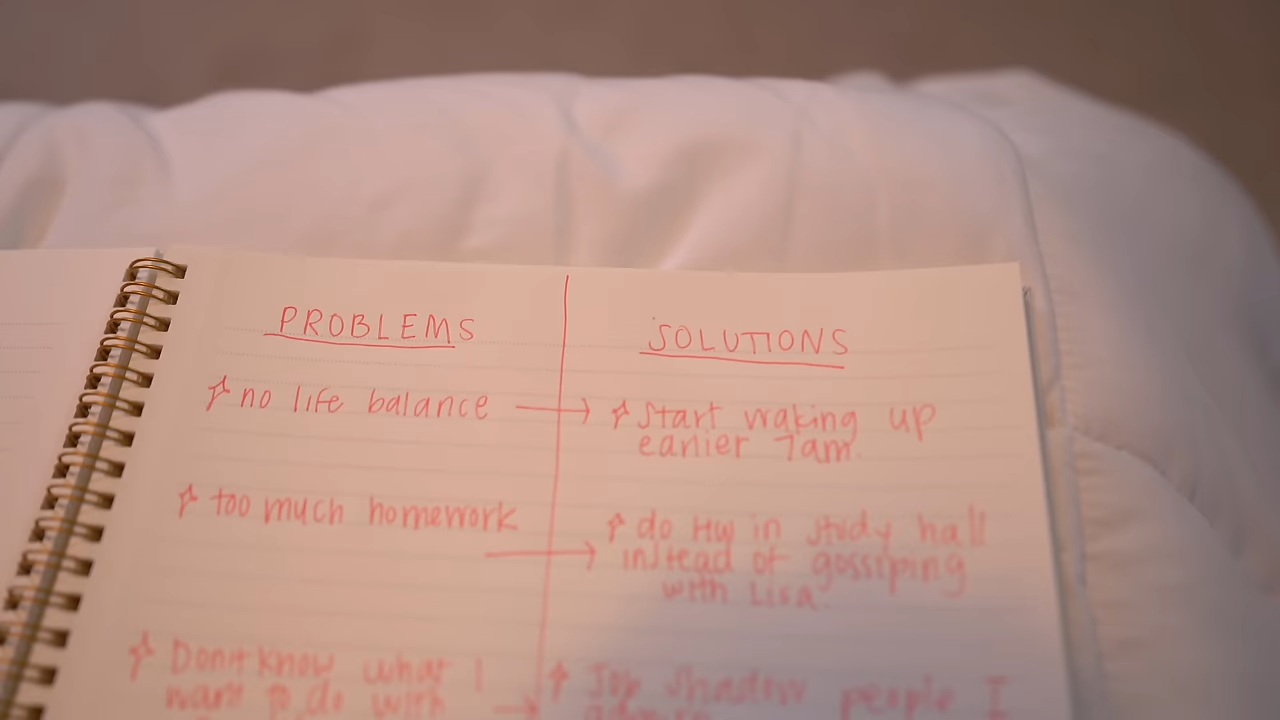 PROBLEMS
SOLUTIONS
no life balance
Start waking up
earlier 7am.
too much homework
do HW in study hall
instead of gossiping
with Lisa.
Don't know what I
want to do with
Job shadow people I
admire